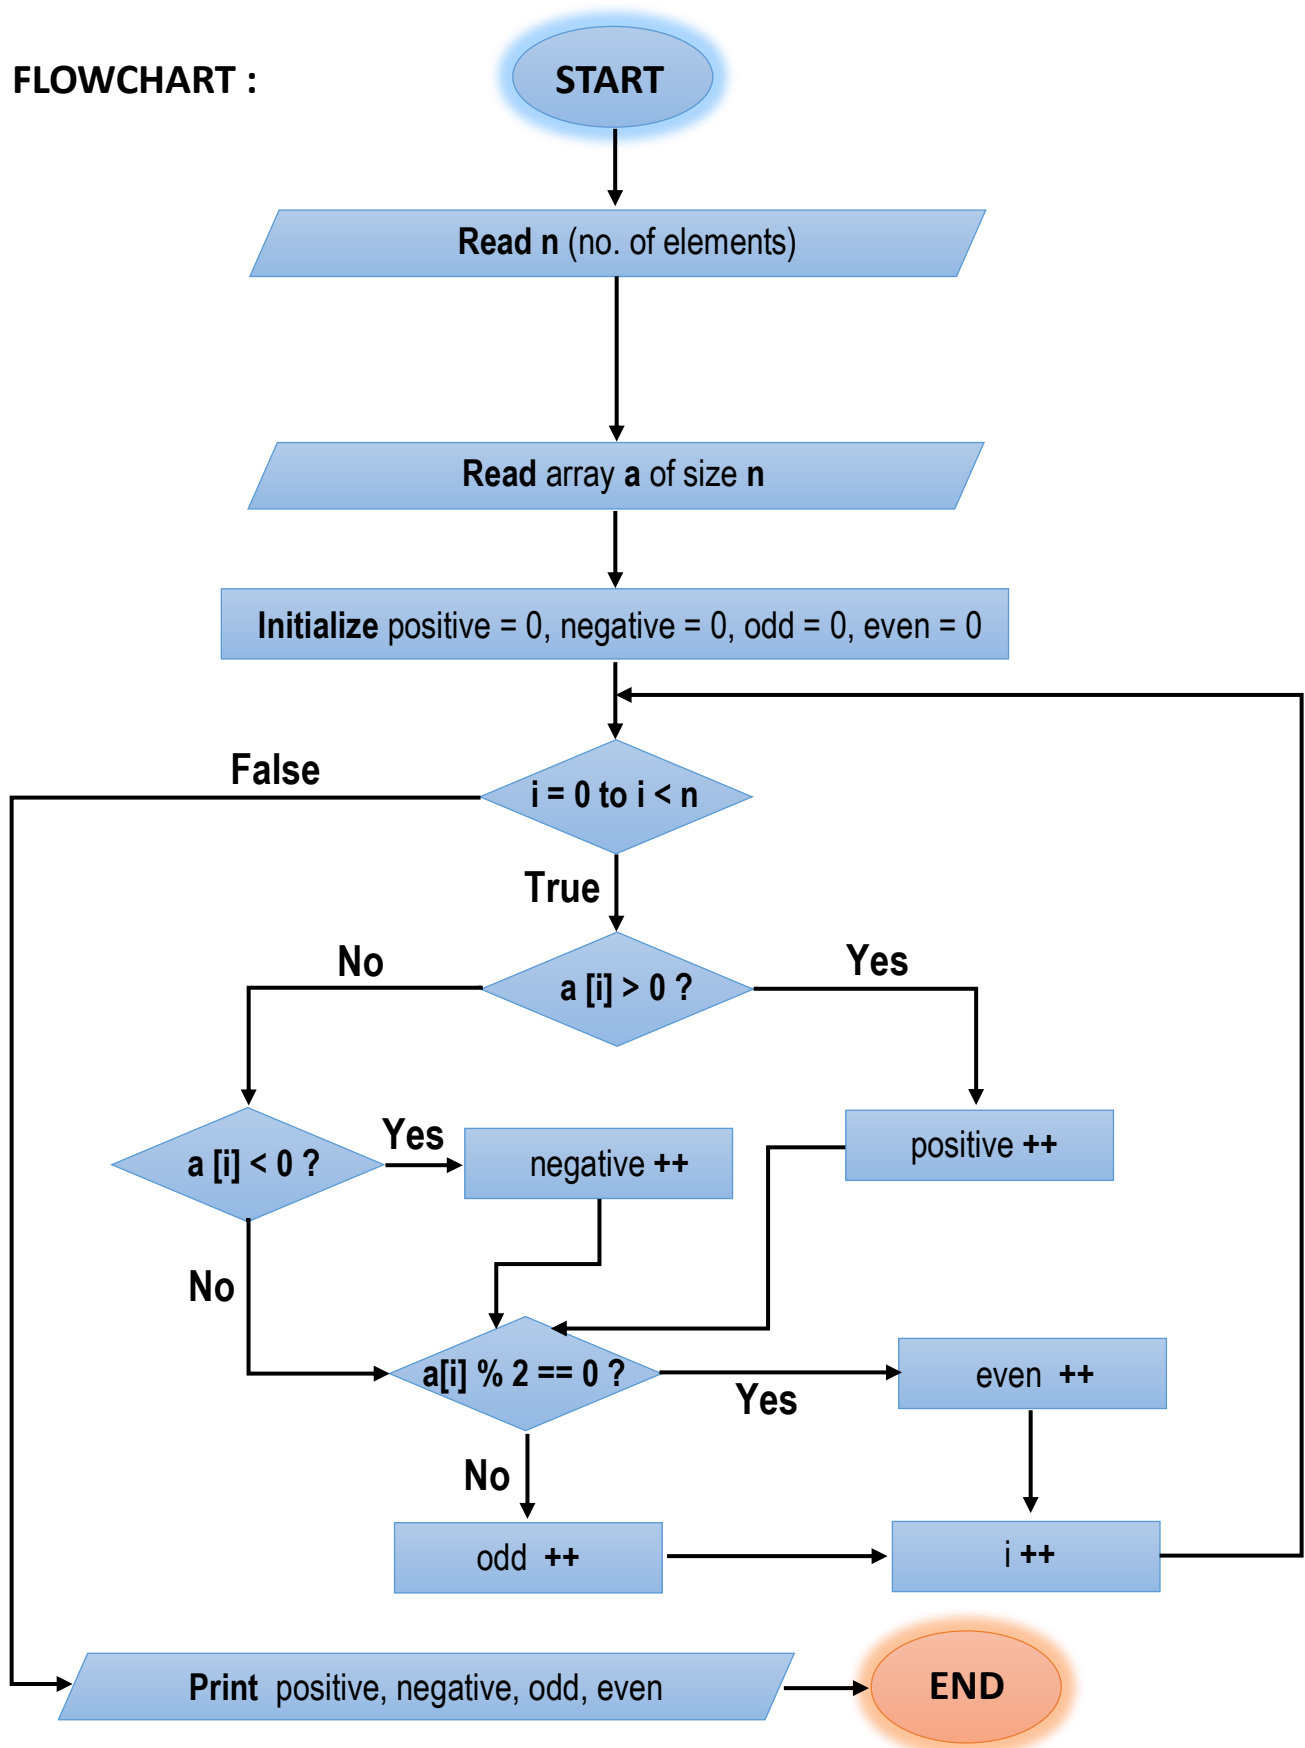 FLOWCHART :
START
Read n (no. of elements)
Read array a of size n
Initialize positive = 0, negative = 0, odd = 0, even = 0
False
i = 0 to i < n
True
No
a [i] > 0 ?
Yes
a [i] < 0 ?
Yes
negative ++
positive ++
No
a[i] % 2 == 0 ?
Yes
even ++
No
odd ++
i ++
Print positive, negative, odd, even
END